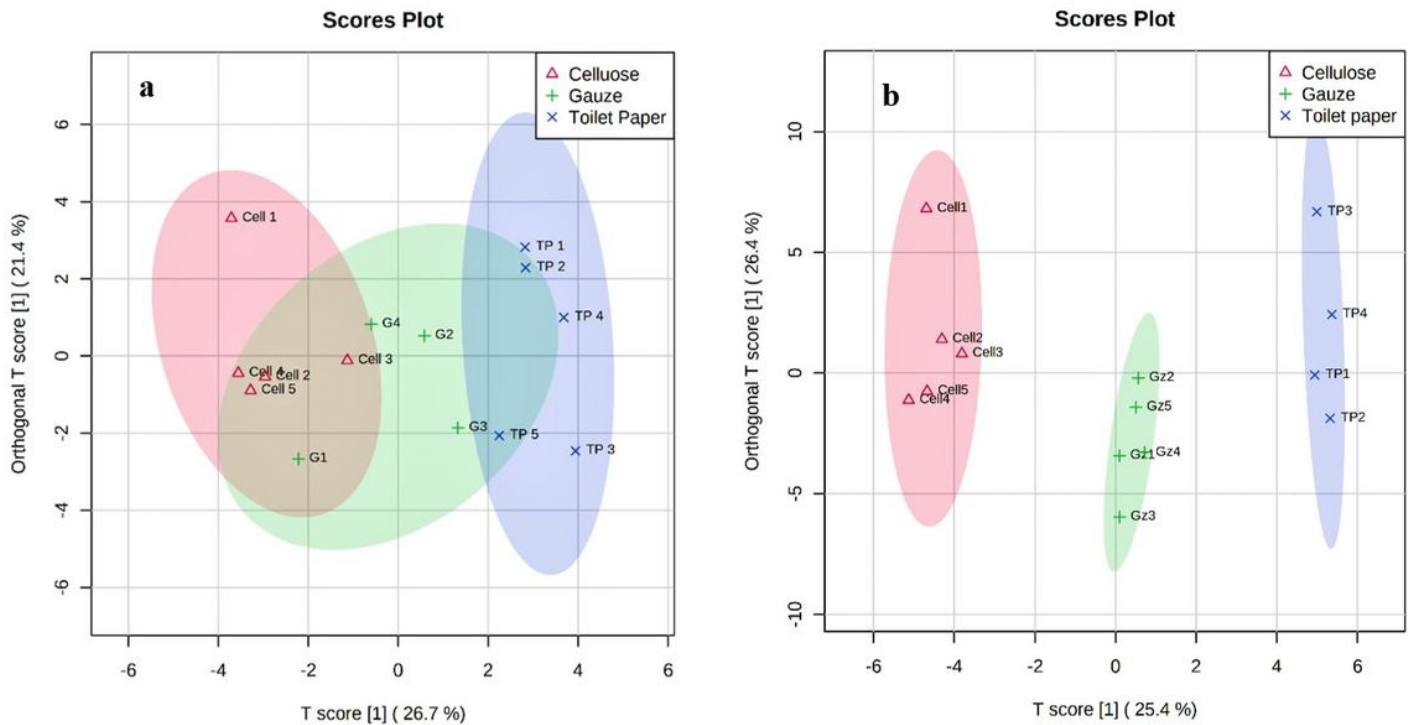 Scores Plot
a
Celluose
Gauze
Toilet Paper
Orthogonal T score [1] ( 21.4 %)
6
4
2
0
-2
-4
-6
Cell 1
TP 1
TP 2
TP 4
G4
G2
Cell 3
Cell 4
Cell 2
Cell 5
G3
TP 5
TP 3
G1
-6 -4 -2 0 2 4 6
T score [1] ( 26.7 %)
Scores Plot
b
Cellulose
Gauze
Toilet paper
Orthogonal T score [1] ( 26.4 %)
10
5
0
-5
-10
Cell1
TP3
TP4
Cell2
Cell3
Gz2
TP1
Cell5
Cell4
Gz5
TP2
Gz1
Gz4
Gz3
-6 -4 -2 0 2 4 6
T score [1] ( 25.4 %)